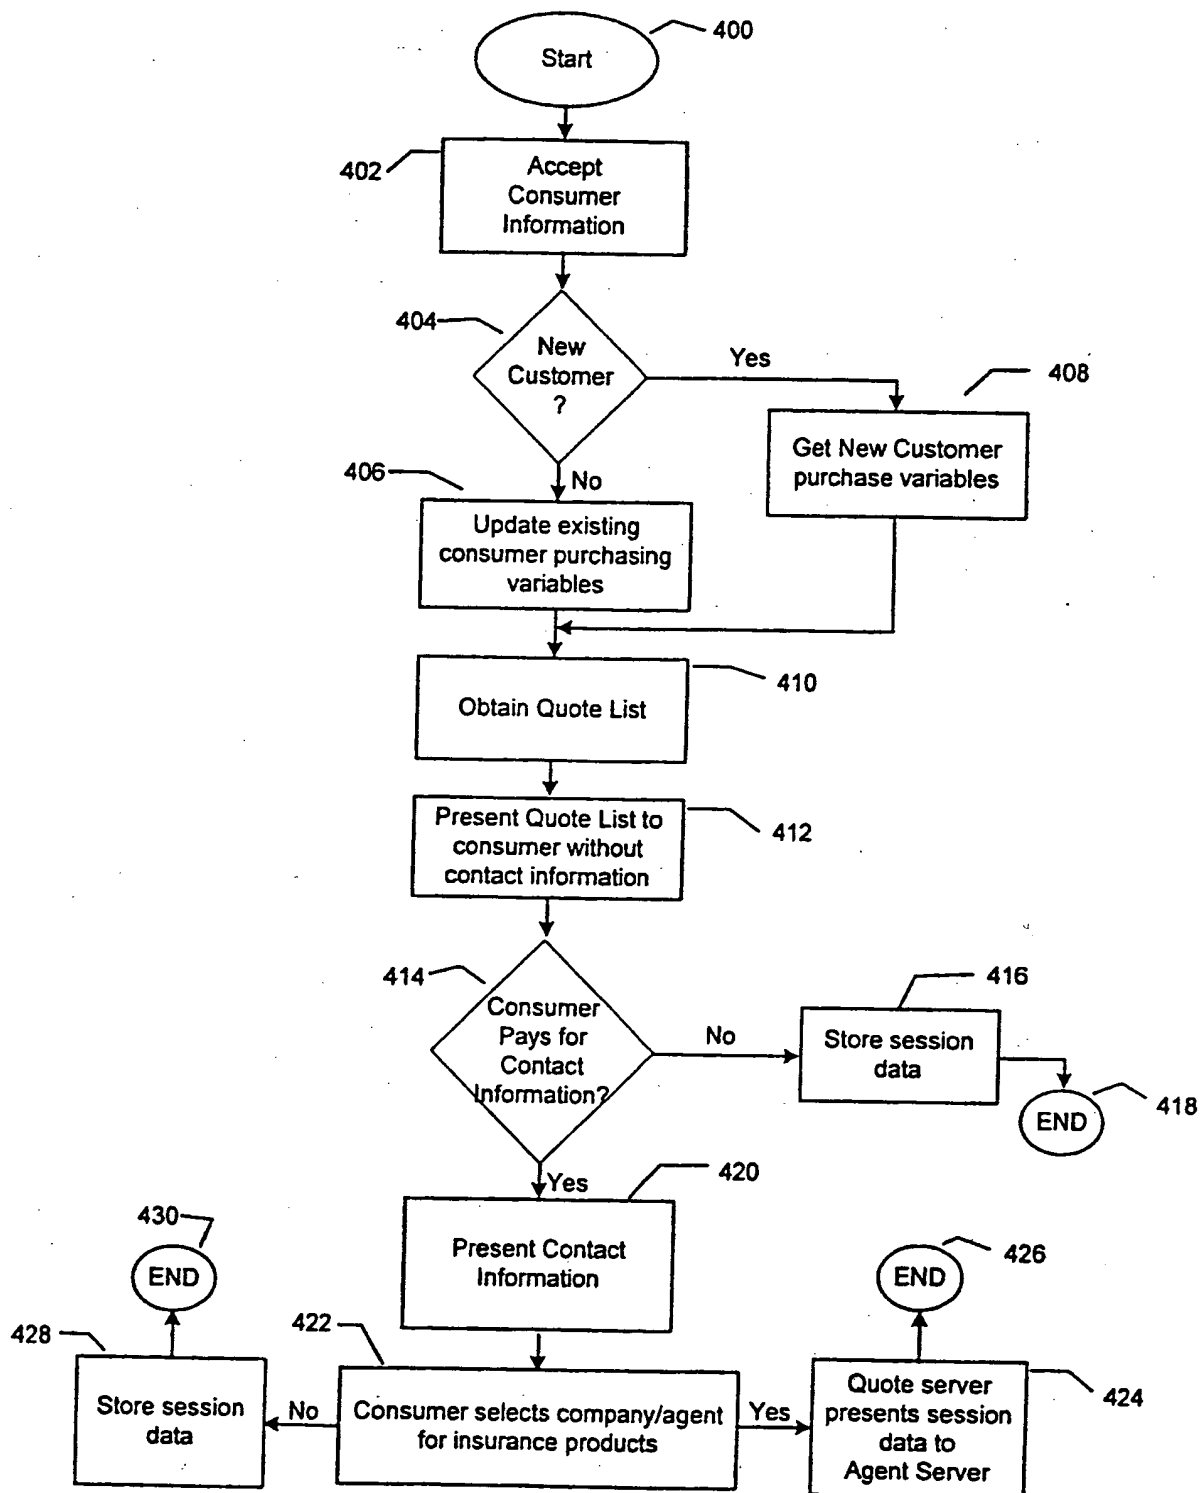 400
Start
402
Accept
Consumer
Information
404
New
Customer
?
Yes
408
Get New Customer
purchase variables
406
No
Update existing
consumer purchasing
variables
410
Obtain Quote List
412
Present Quote List to
consumer without
contact information
414
Consumer
Pays for
Contact
Information?
No
416
Store session
data
END
418
Yes
420
Present Contact
Information
430
END
426
END
428
Store session
data
No
422
Consumer selects company/agent
for insurance products
Yes
424
Quote server
presents session
data to
Agent Server